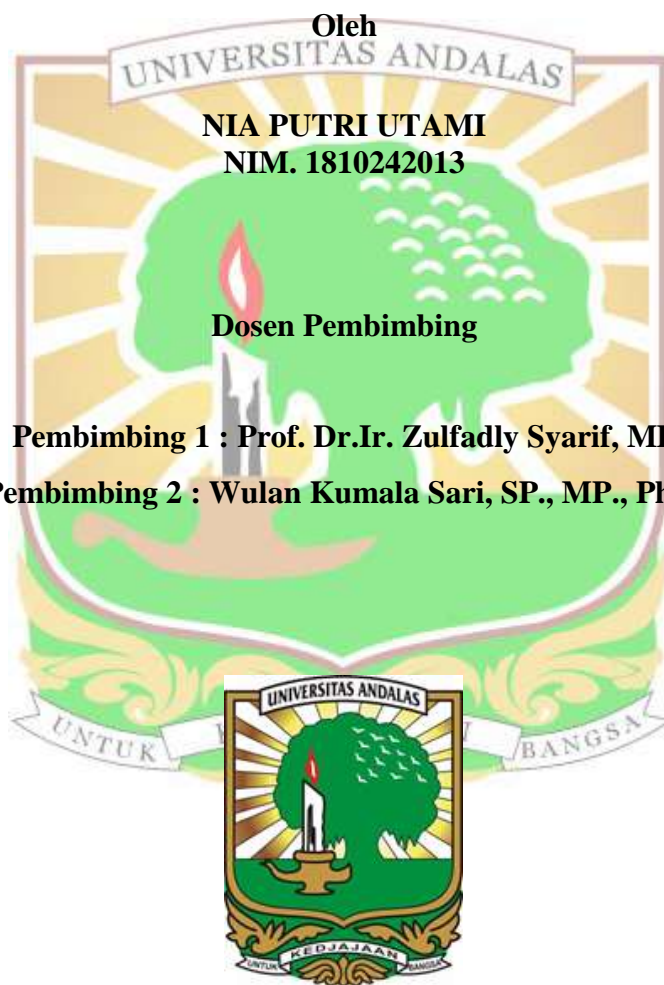 Oleh
UNIVERSITAS ANDALAS
NIA PUTRI UTAMI
NIM. 1810242013
Dosen Pembimbing
Pembimbing 1 : Prof. Dr.Ir. Zulfadly Syarif,
Pembimbing 2 : Wulan Kumala Sari, SP., MP.,
UNIVERSITAS ANDALAS
UNTUK BANGSA
KEDJAJAAN
UNTUK BANGSA